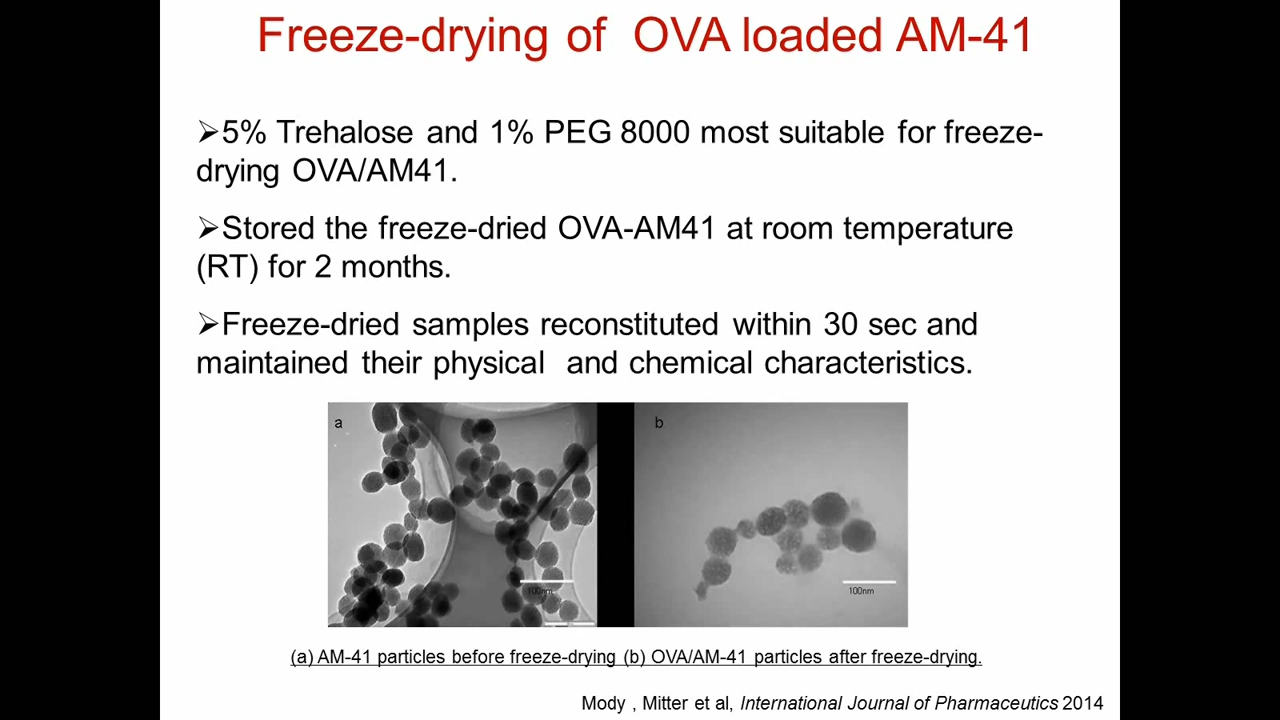 Freeze-drying of OVA loaded AM-41
➢5% Trehalose and 1% PEG 8000 most suitable for freeze-
drying OVA/AM41.
➢Stored the freeze-dried OVA-AM41 at room temperature
(RT) for 2 months.
➢Freeze-dried samples reconstituted within 30 sec and
maintained their physical and chemical characteristics.
a
b
100nm
100nm
(a) AM-41 particles before freeze-drying (b) OVA/AM-41 particles after freeze-drying.
Mody , Mitter et al, International Journal of Pharmaceutics 2014